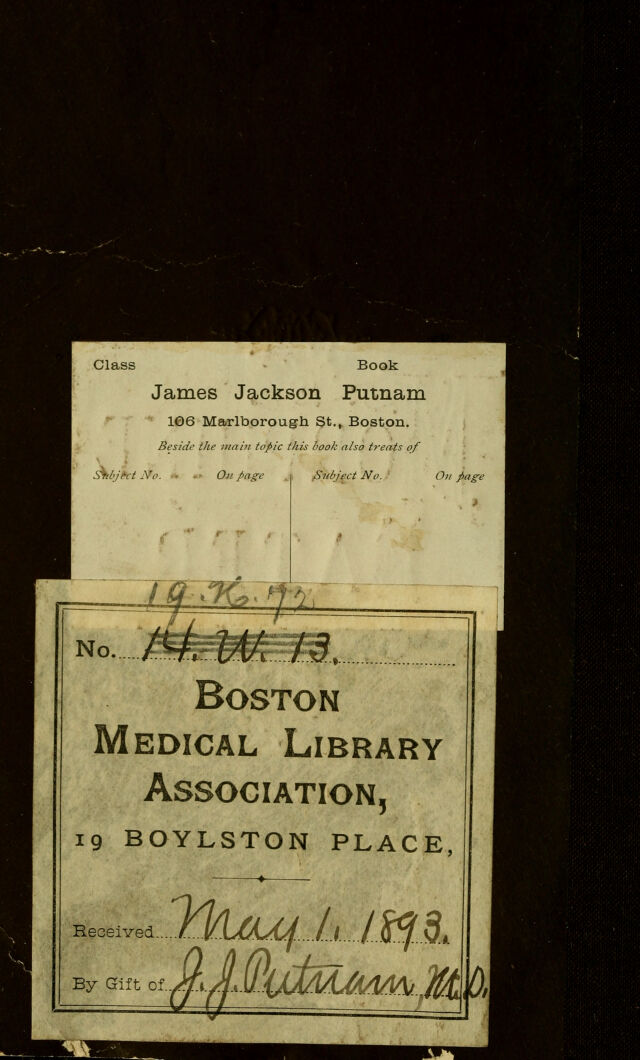 Class Book
James Jackson Putnam
106 Marlborough St., Boston.
Beside the main topic this book also treats of
Subject No. On page Subject No. On page
19.K.72.
No. 14. W. 13.
BOSTON
MEDICAL LIBRARY
ASSOCIATION,
19 BOYLSTON PLACE,
Received May 1. 1893.
By Gift of J. J. Putnam, M.D.